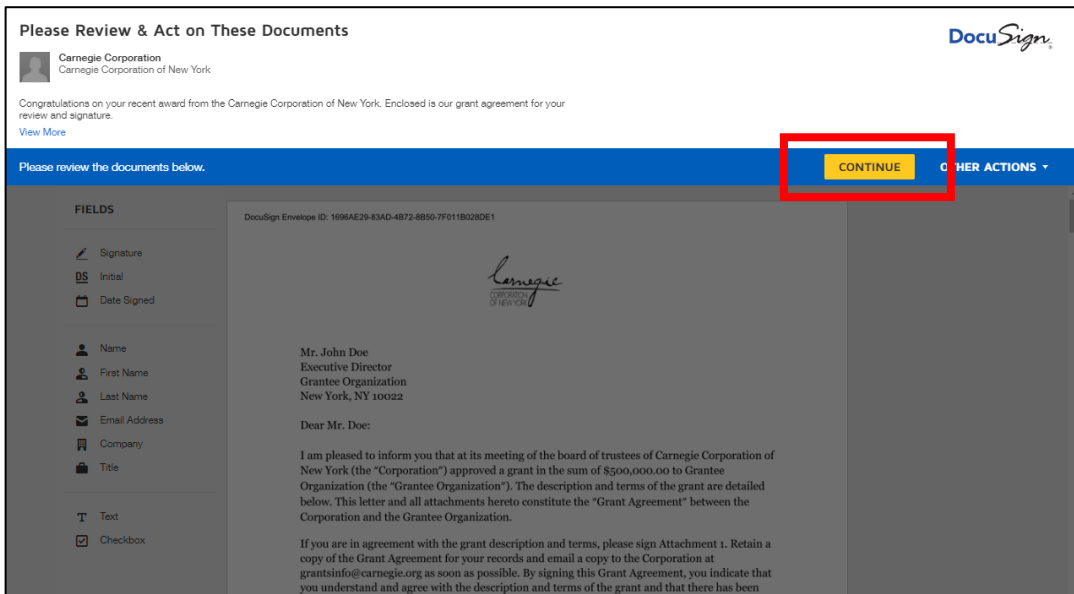 Please Review & Act on These Documents
DocuSign
Carnegie Corporation
Carnegie Corporation of New York
Congratulations on your recent award from the Carnegie Corporation of New York. Enclosed is our grant agreement for your
review and signature.
View More
Please review the documents below.
CONTINUE
OTHER ACTIONS
FIELDS
Signature
DS Initial
Date Signed
Name
First Name
Last Name
Email Address
Company
Title
T Text
Checkbox
DocuSign Envelope ID: 1696AE29-83AD-4B72-8B50-7F011B028DE1
Carnegie
CORPORATION
OF NEW YORK
Mr. John Doe
Executive Director
Grantee Organization
New York, NY 10022
Dear Mr. Doe:
I am pleased to inform you that at its meeting of the board of trustees of Carnegie Corporation of
New York (the “Corporation”) approved a grant in the sum of $500,000.00 to Grantee
Organization (the “Grantee Organization”). The description and terms of the grant are detailed
below. This letter and all attachments hereto constitute the “Grant Agreement” between the
Corporation and the Grantee Organization.
If you are in agreement with the grant description and terms, please sign Attachment 1. Retain a
copy of the Grant Agreement for your records and email a copy to the Corporation at
grantsinfo@carnegie.org as soon as possible. By signing this Grant Agreement, you indicate that
you understand and agree with the description and terms of the grant and that there has been